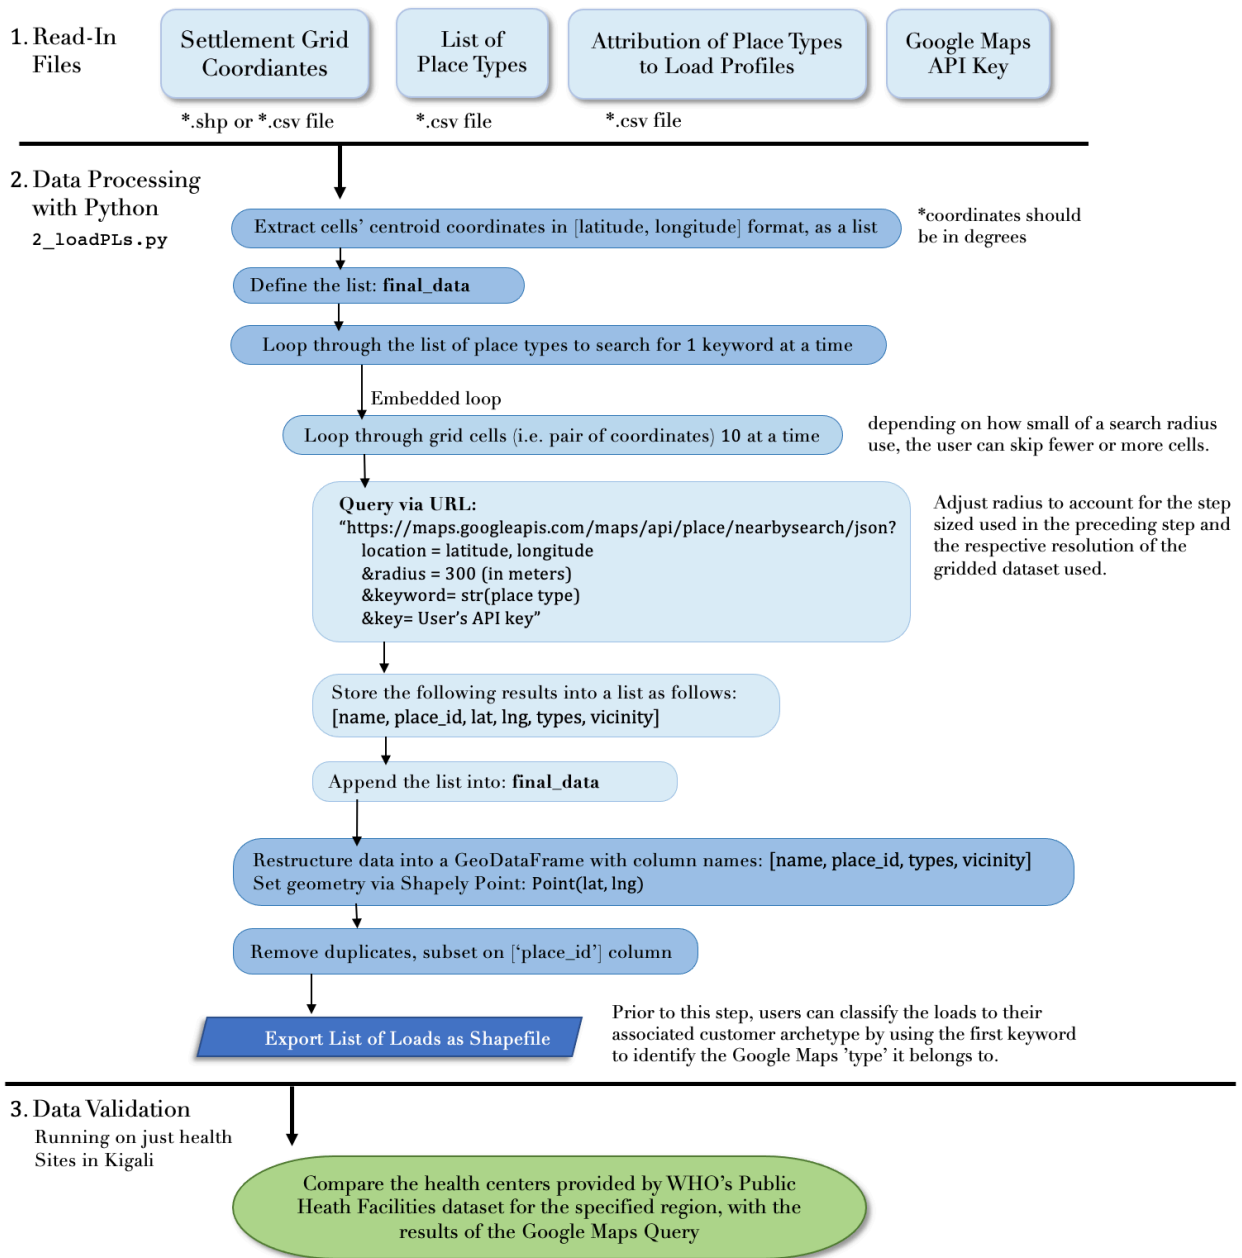 1. Read-In
Files
Settlement Grid
Coordiantes
List of
Place Types
Attribution of Place Types
to Load Profiles
Google Maps
API Key
*.shp or *.csv file
*.csv file
*.csv file
2. Data Processing
with Python
2_loadPLs.py
Extract cells’ centroid coordinates in [latitude, longitude] format, as a list
*coordinates should
be in degrees
Define the list: final_data
Loop through the list of place types to search for 1 keyword at a time
Embedded loop
Loop through grid cells (i.e. pair of coordinates) 10 at a time
depending on how small of a search radius
use, the user can skip fewer or more cells.
Query via URL:
“https://maps.googleapis.com/maps/api/place/nearbysearch/json?
location = latitude, longitude
&radius = 300 (in meters)
&keyword= str(place type)
&key= User’s API key”
Adjust radius to account for the step
sized used in the preceding step and
the respective resolution of the
gridded dataset used.
Store the following results into a list as follows:
[name, place_id, lat, lng, types, vicinity]
Append the list into: final_data
Restructure data into a GeoDataFrame with column names: [name, place_id, types, vicinity]
Set geometry via Shapely Point: Point(lat, lng)
Remove duplicates, subset on [‘place_id’] column
Export List of Loads as Shapefile
Prior to this step, users can classify the loads to their
associated customer archetype by using the first keyword
to identify the Google Maps ’type’ it belongs to.
3. Data Validation
Running on just health
Sites in Kigali
Compare the health centers provided by WHO’s Public
Heath Facilities dataset for the specified region, with the
results of the Google Maps Query